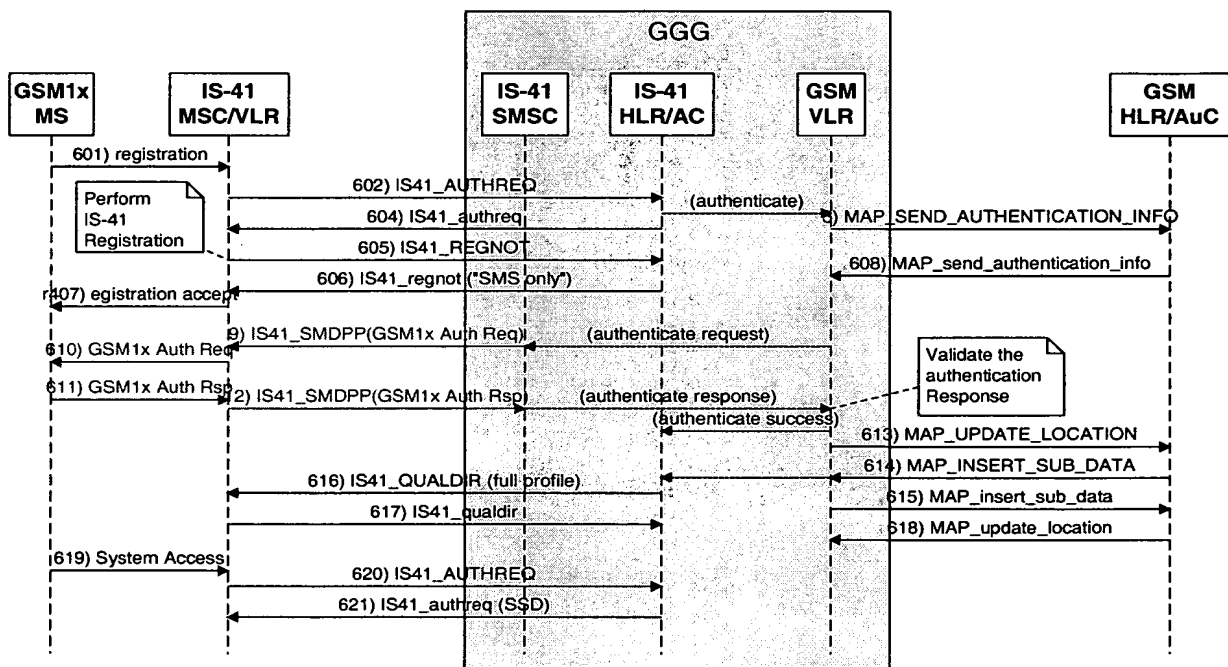 GGG
GSM1x
MS
IS-41
MSC/VLR
IS-41
SMSC
IS-41
HLR/AC
GSM
VLR
GSM
HLR/AuC
601) registration
602) IS41_AUTHREQ
(authenticate)
Perform
IS-41
Registration
604) IS41_authreq
) MAP_SEND_AUTHENTICATION_INFO
605) IS41_REGNOT
608) MAP_send_authentication_info
606) IS41_regnot ("SMS only")
r407) egistration accept
9) IS41_SMDPP(GSM1x Auth Req)
(authenticate request)
610) GSM1x Auth Req
Validate the
authentication
Response
611) GSM1x Auth Rsp
12) IS41_SMDPP(GSM1x Auth Rsp)
(authenticate response)
(authenticate success)
613) MAP_UPDATE_LOCATION
614) MAP_INSERT_SUB_DATA
616) IS41_QUALDIR (full profile)
615) MAP_insert_sub_data
617) IS41_qualdir
618) MAP_update_location
619) System Access
620) IS41_AUTHREQ
621) IS41_authreq (SSD)